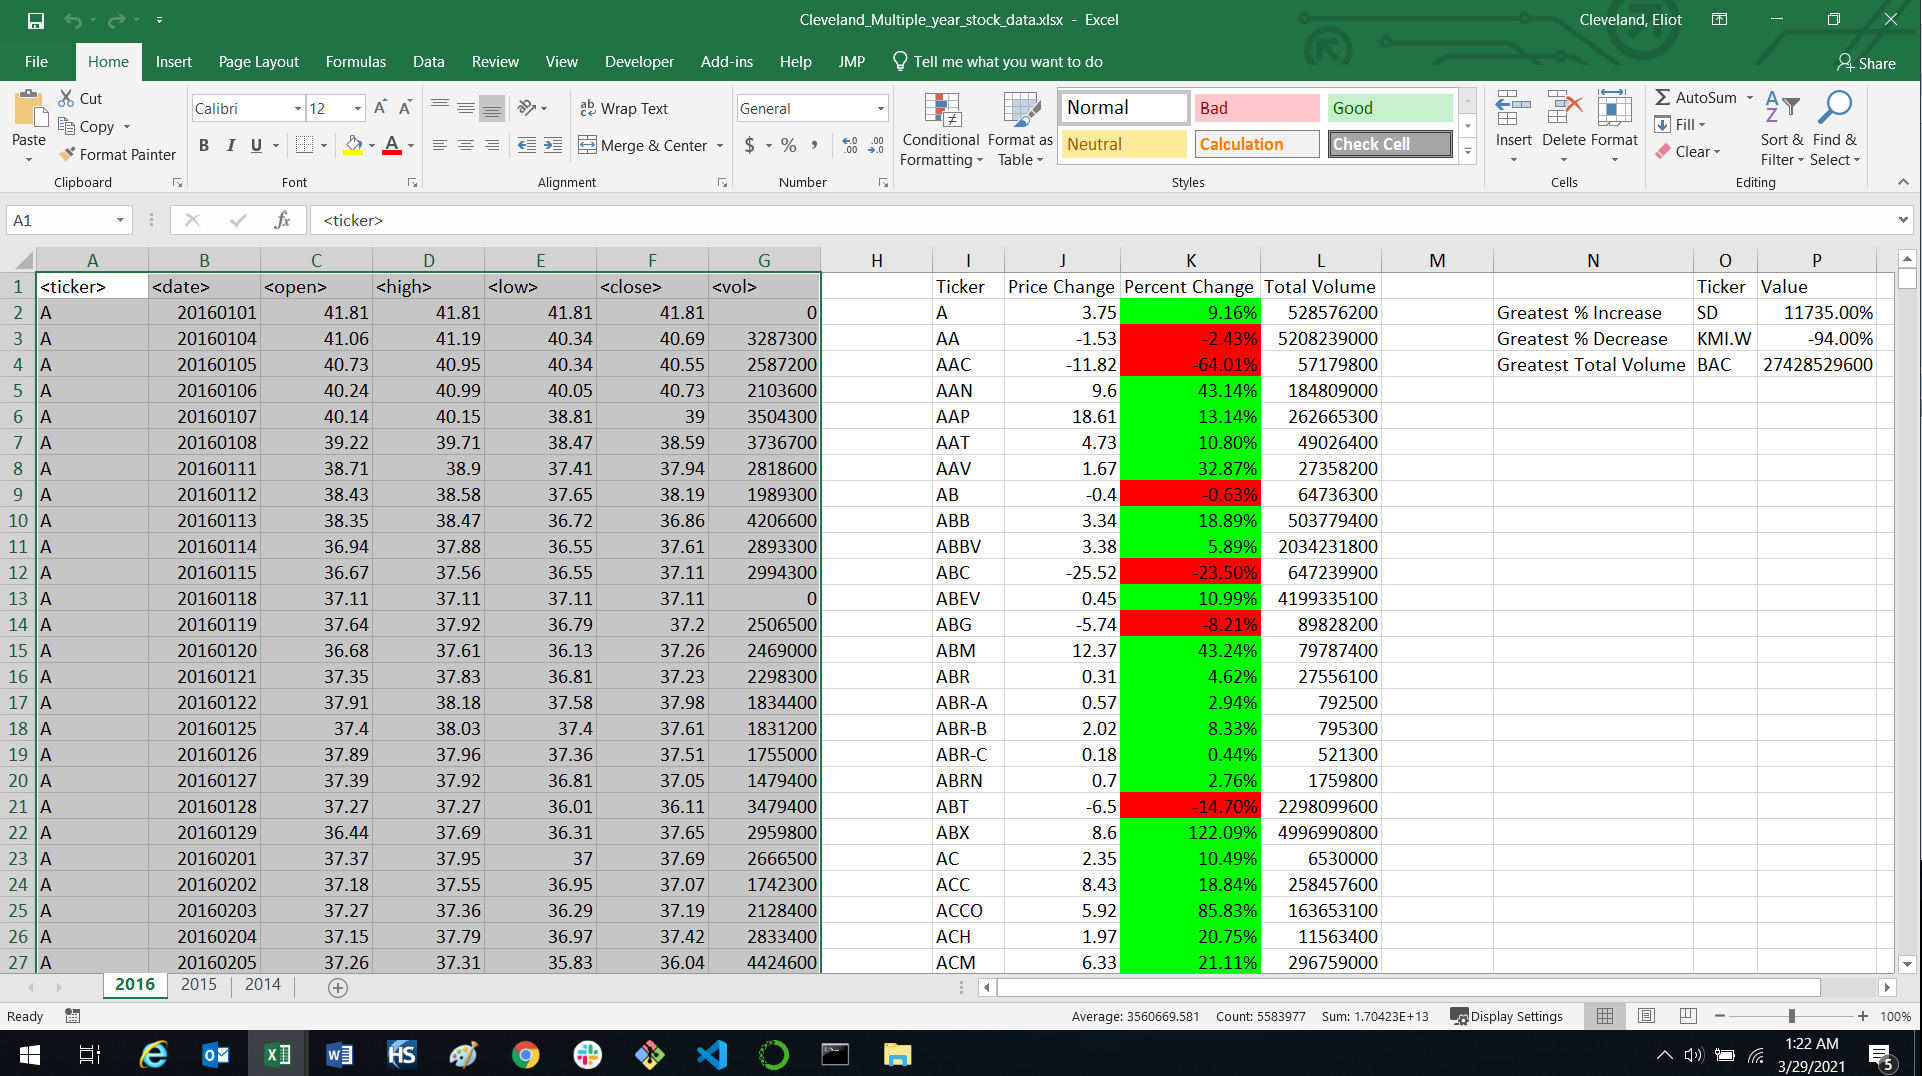 Cleveland_Multiple_year_stock_data.xlsx - Excel
Cleveland, Eliot
File Home Insert Page Layout Formulas Data Review View Developer Add-ins Help JMP Tell me what you want to do Share
Paste Cut Copy Format Painter Clipboard
Calibri 12 A A B I U A Font
ab Wrap Text Merge & Center Alignment
General $ % , Number
Conditional Formatting Format as Table Normal Bad Good Neutral Calculation Check Cell Styles
Insert Delete Format Cells
AutoSum Fill Clear Sort & Filter Find & Select Editing
A1 fx <ticker>
A B C D E F G H I J K L M N O P
1 <ticker> <date> <open> <high> <low> <close> <vol> Ticker Price Change Percent Change Total Volume Ticker Value
2 A 20160101 41.81 41.81 41.81 41.81 0 A 3.75 9.16% 528576200 Greatest % Increase SD 11735.00%
3 A 20160104 41.06 41.19 40.34 40.69 3287300 AA -1.53 -2.43% 5208239000 Greatest % Decrease KMI.W -94.00%
4 A 20160105 40.73 40.95 40.34 40.55 2587200 AAC -11.82 -64.01% 57179800 Greatest Total Volume BAC 27428529600
5 A 20160106 40.24 40.99 40.05 40.73 2103600 AAN 9.6 43.14% 184809000
6 A 20160107 40.14 40.15 38.81 39 3504300 AAP 18.61 13.14% 262665300
7 A 20160108 39.22 39.71 38.47 38.59 3736700 AAT 4.73 10.80% 49026400
8 A 20160111 38.71 38.9 37.41 37.94 2818600 AAV 1.67 32.87% 27358200
9 A 20160112 38.43 38.58 37.65 38.19 1989300 AB -0.4 -0.63% 64736300
10 A 20160113 38.35 38.47 36.72 36.86 4206600 ABB 3.34 18.89% 503779400
11 A 20160114 36.94 37.88 36.55 37.61 2893300 ABBV 3.38 5.89% 2034231800
12 A 20160115 36.67 37.56 36.55 37.11 2994300 ABC -25.52 -23.50% 647239900
13 A 20160118 37.11 37.11 37.11 37.11 0 ABEV 0.45 10.99% 4199335100
14 A 20160119 37.64 37.92 36.79 37.2 2506500 ABG -5.74 -8.21% 89828200
15 A 20160120 36.68 37.61 36.13 37.26 2469000 ABM 12.37 43.24% 79787400
16 A 20160121 37.35 37.83 36.81 37.23 2298300 ABR 0.31 4.62% 27556100
17 A 20160122 37.91 38.18 37.58 37.98 1834400 ABR-A 0.57 2.94% 792500
18 A 20160125 37.4 38.03 37.4 37.61 1831200 ABR-B 2.02 8.33% 795300
19 A 20160126 37.89 37.96 37.36 37.51 1755000 ABR-C 0.18 0.44% 521300
20 A 20160127 37.39 37.92 36.81 37.05 1479400 ABRN 0.7 2.76% 1759800
21 A 20160128 37.27 37.27 36.01 36.11 3479400 ABT -6.5 -14.70% 2298099600
22 A 20160129 36.44 37.69 36.31 37.65 2959800 ABX 8.6 122.09% 4996990800
23 A 20160201 37.37 37.95 37 37.69 2666500 AC 2.35 10.49% 6530000
24 A 20160202 37.18 37.55 36.95 37.07 1742300 ACC 8.43 18.84% 258457600
25 A 20160203 37.27 37.36 36.29 37.19 2128400 ACCO 5.92 85.83% 163653100
26 A 20160204 37.15 37.79 36.97 37.42 2833400 ACH 1.97 20.75% 11563400
27 A 20160205 37.26 37.31 35.83 36.04 4424600 ACM 6.33 21.11% 296759000
2016 2015 2014
Ready Average: 3560669.581 Count: 5583977 Sum: 1.70423E+13 Display Settings 100%
1:22 AM
3/29/2021
5